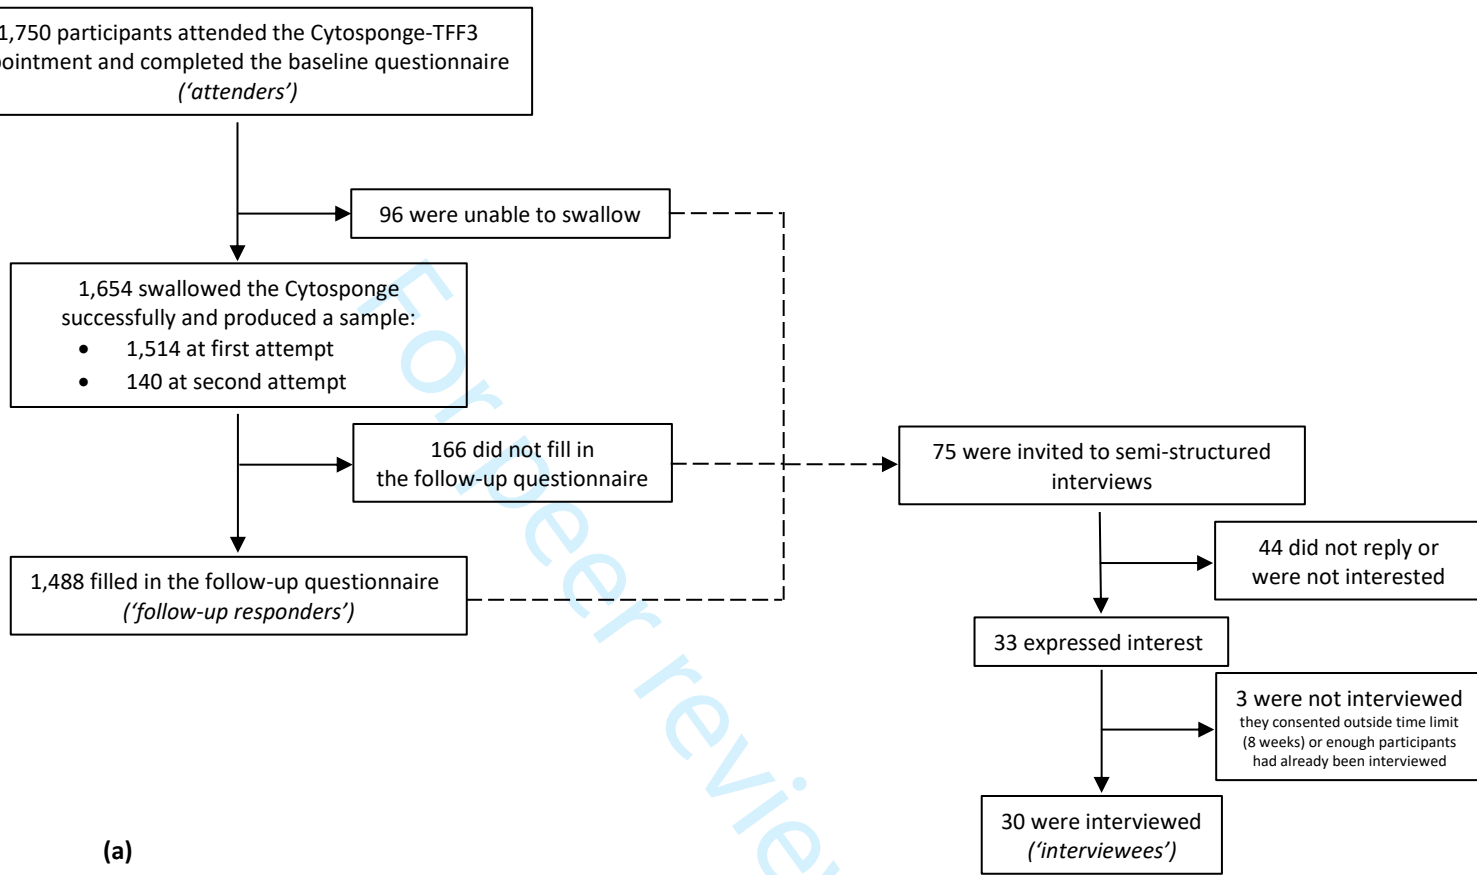 1,750 participants attended the Cytosponge-TFF3
ointment and completed the baseline questionnaire
(‘attenders’)
96 were unable to swallow
1,654 swallowed the Cytosponge
successfully and produced a sample:
• 1,514 at first attempt
• 140 at second attempt
166 did not fill in
the follow-up questionnaire
1,488 filled in the follow-up questionnaire
(‘follow-up responders’)
75 were invited to semi-structured
interviews
44 did not reply or
were not interested
33 expressed interest
3 were not interviewed
they consented outside time limit
(8 weeks) or enough participants
had already been interviewed
30 were interviewed
(‘interviewees’)
(a)
For peer review